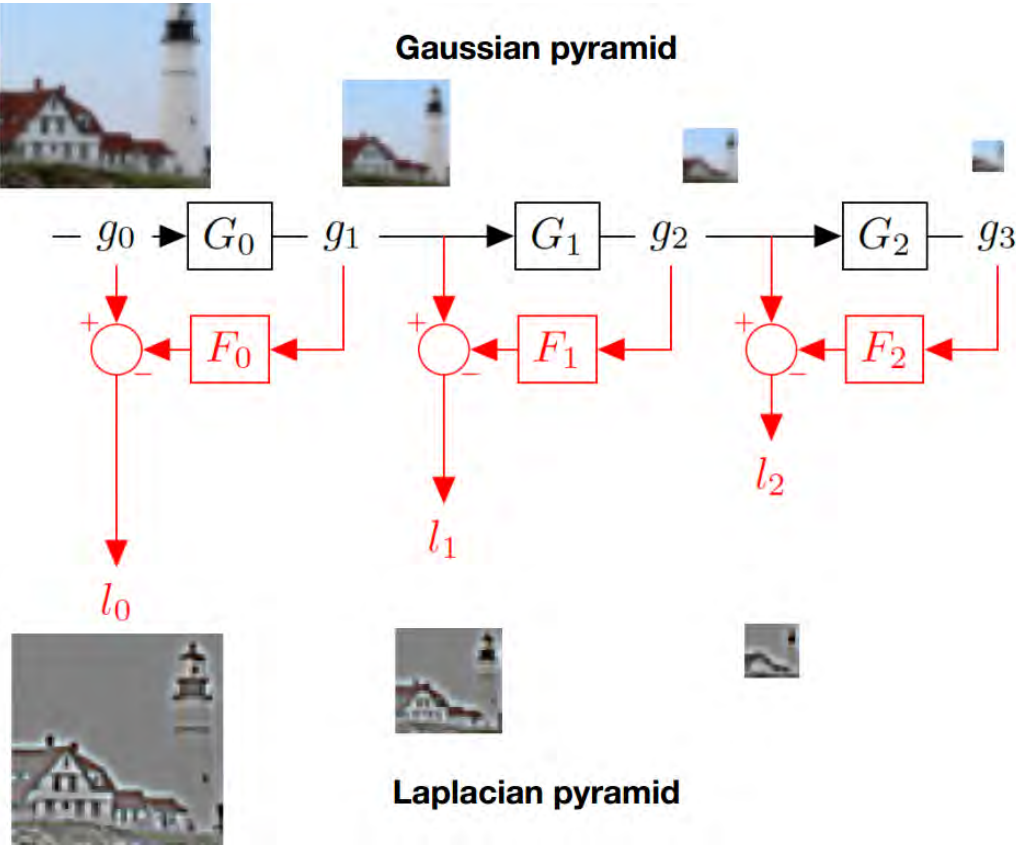 Gaussian pyramid
g₀ G₀ g₁ G₁ g₂ G₂ g₃
+ F₀ + F₁ + F₂
− − −
l₂
l₁
l₀
Laplacian pyramid